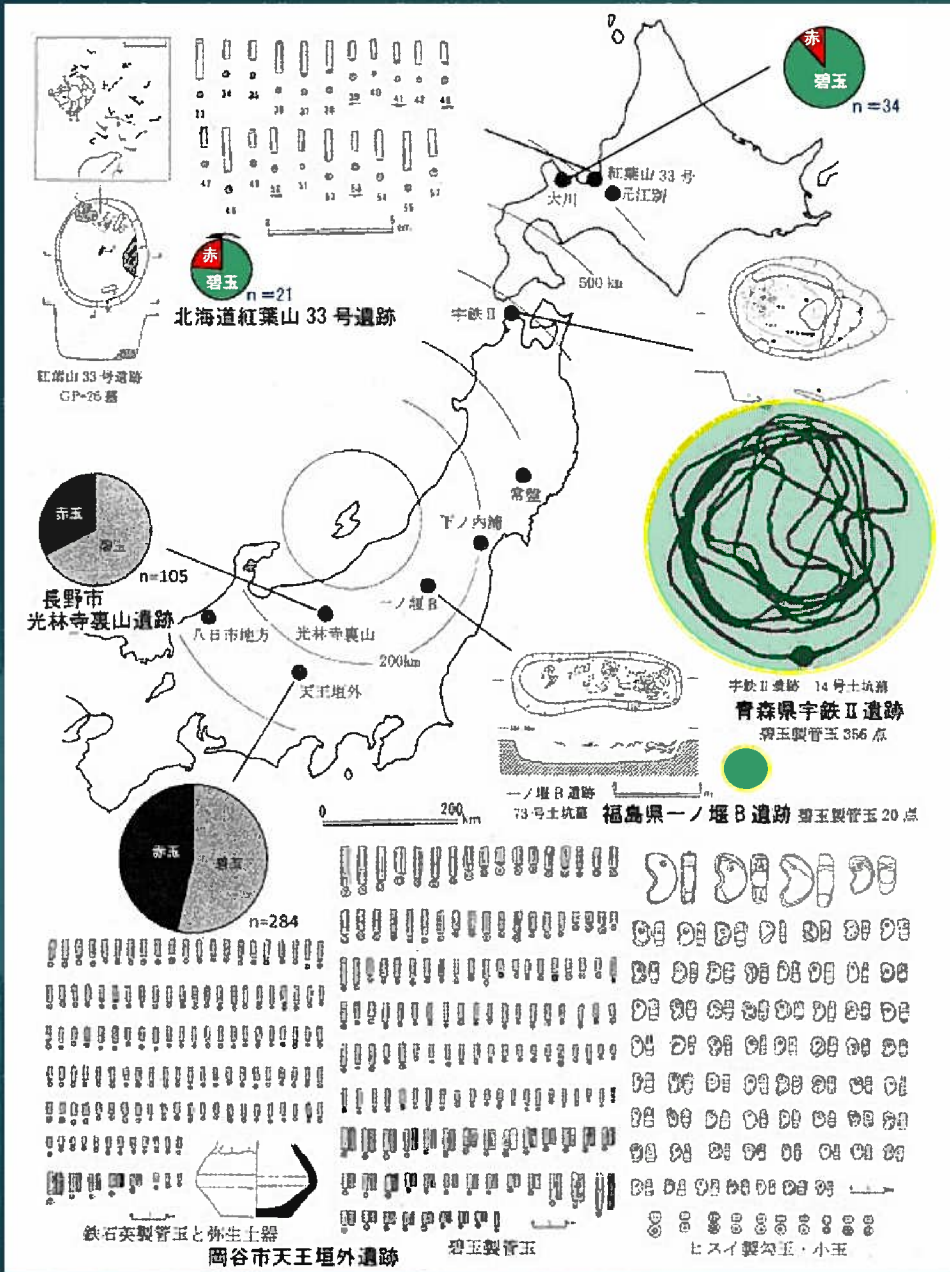 赤
碧玉
n=34
紅葉山33号
大川
元江別
赤
碧玉
n=21
北海道紅葉山33号遺跡
500km
宇鉄Ⅱ
紅葉山33号遺跡
GP-26墓
常盤
下ノ内浦
赤玉
碧玉
n=105
長野市
光林寺裏山遺跡
一ノ堰B
八日市地方
光林寺裏山
200km
天王垣外
宇鉄Ⅱ遺跡 14号土坑墓
青森県宇鉄Ⅱ遺跡
碧玉製管玉356点
一ノ堰B遺跡
73号土坑墓
福島県一ノ堰B遺跡 碧玉製管玉20点
0 200km
赤玉
碧玉
n=284
鉄石英製管玉と弥生土器
碧玉製管玉
ヒスイ製勾玉・小玉
岡谷市天王垣外遺跡